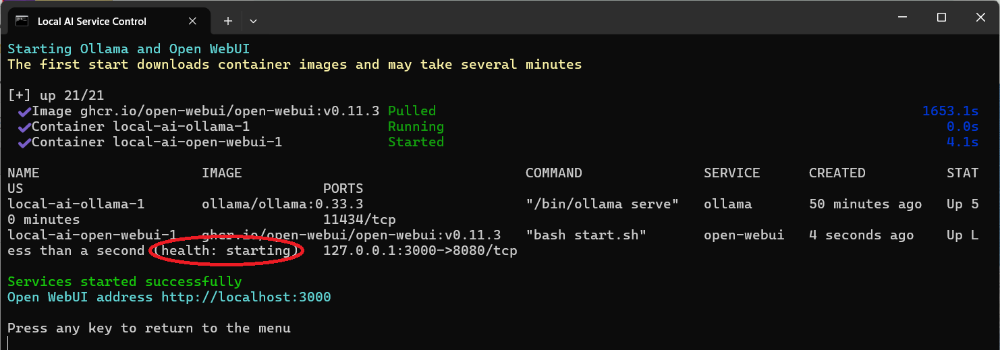 Local AI Service Control
Starting Ollama and Open WebUI
The first start downloads container images and may take several minutes
[+] up 21/21
✔Image ghcr.io/open-webui/open-webui:v0.11.3 Pulled 1653.1s
✔Container local-ai-ollama-1 Running 0.0s
✔Container local-ai-open-webui-1 Started 4.1s
NAME IMAGE COMMAND SERVICE CREATED STAT
US PORTS
local-ai-ollama-1 ollama/ollama:0.33.3 "/bin/ollama serve" ollama 50 minutes ago Up 5
0 minutes 11434/tcp
local-ai-open-webui-1 ghcr.io/open-webui/open-webui:v0.11.3 "bash start.sh" open-webui 4 seconds ago Up L
ess than a second (health: starting) 127.0.0.1:3000->8080/tcp
Services started successfully
Open WebUI address http://localhost:3000
Press any key to return to the menu